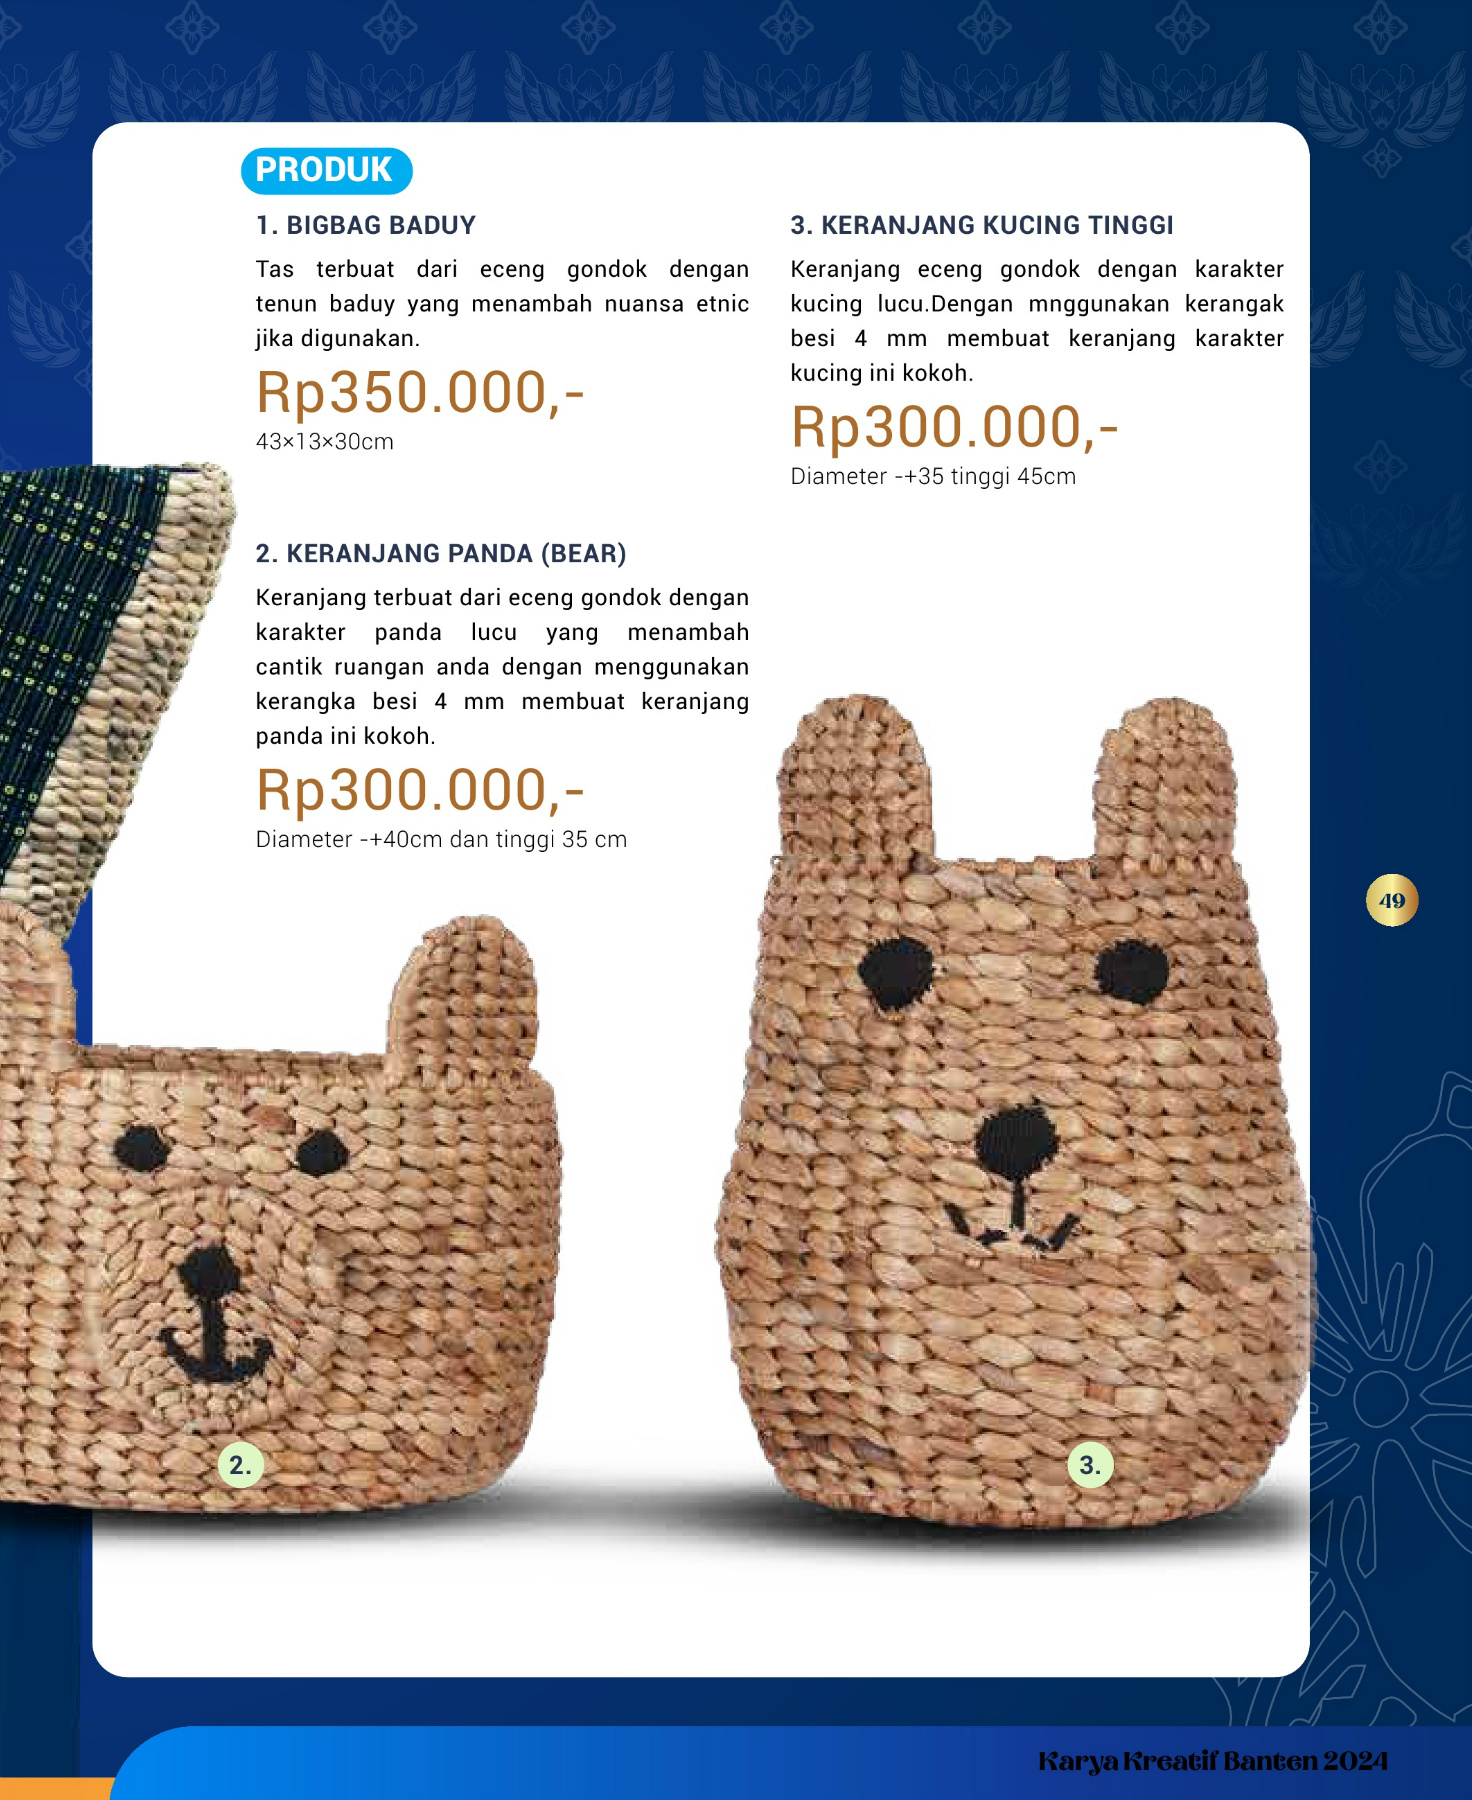 PRODUK
1. BIGBAG BADUY
Tas terbuat dari eceng gondok dengan
tenun baduy yang menambah nuansa etnic
jika digunakan.
Rp350.000,-
43×13×30cm
2. KERANJANG PANDA (BEAR)
Keranjang terbuat dari eceng gondok dengan
karakter panda lucu yang menambah
cantik ruangan anda dengan menggunakan
kerangka besi 4 mm membuat keranjang
panda ini kokoh.
Rp300.000,-
Diameter -+40cm dan tinggi 35 cm
3. KERANJANG KUCING TINGGI
Keranjang eceng gondok dengan karakter
kucing lucu.Dengan mnggunakan kerangak
besi 4 mm membuat keranjang karakter
kucing ini kokoh.
Rp300.000,-
Diameter -+35 tinggi 45cm
49
2.
3.
Karya Kreatif Banten 2024